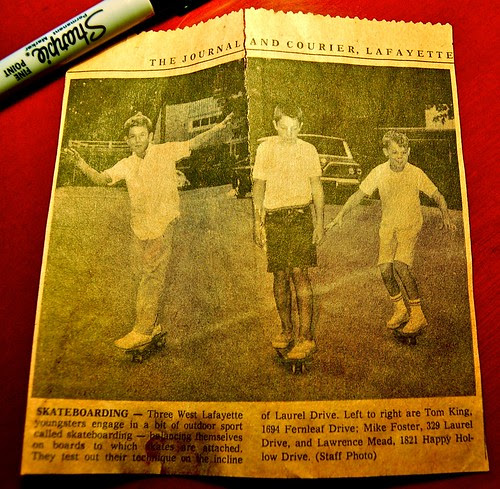 Sharpie
Permanent Marker
FINE
POINT
THE JOURNAL AND COURIER, LAFAYETTE
SKATEBOARDING — Three West Lafayette
youngsters engage in a bit of outdoor sport
called skateboarding — balancing themselves
on boards to which skates are attached.
They test out their technique on the incline
of Laurel Drive. Left to right are Tom King,
1694 Fernleaf Drive; Mike Foster, 329 Laurel
Drive, and Lawrence Mead, 1821 Happy Hol-
low Drive. (Staff Photo)